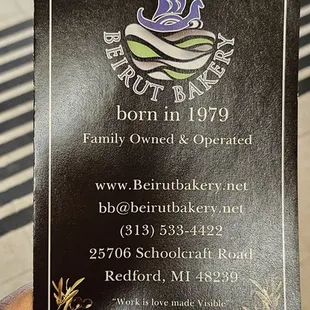 BEIRUT BAKERY
born in 1979
Family Owned & Operated
www.Beirutbakery.net
bb@beirutbakery.net
(313) 533-4422
25706 Schoolcraft Road
Redford, MI 48239
"Work is love made Visible"